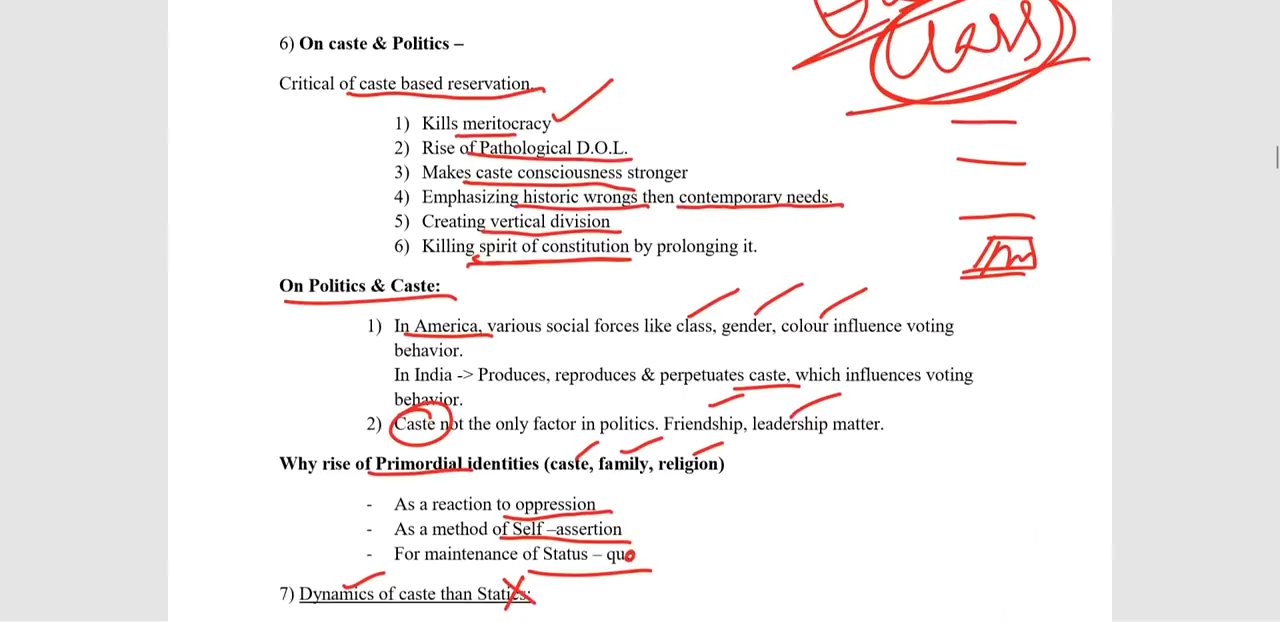 Class
6) On caste & Politics –
Critical of caste based reservation.
1) Kills meritocracy
2) Rise of Pathological D.O.L.
3) Makes caste consciousness stronger
4) Emphasizing historic wrongs then contemporary needs.
5) Creating vertical division
6) Killing spirit of constitution by prolonging it.
On Politics & Caste:
1) In America, various social forces like class, gender, colour influence voting
behavior.
In India -> Produces, reproduces & perpetuates caste, which influences voting
behavior.
2) Caste not the only factor in politics. Friendship, leadership matter.
Why rise of Primordial identities (caste, family, religion)
- As a reaction to oppression
- As a method of Self –assertion
- For maintenance of Status – quo
7) Dynamics of caste than Statics: